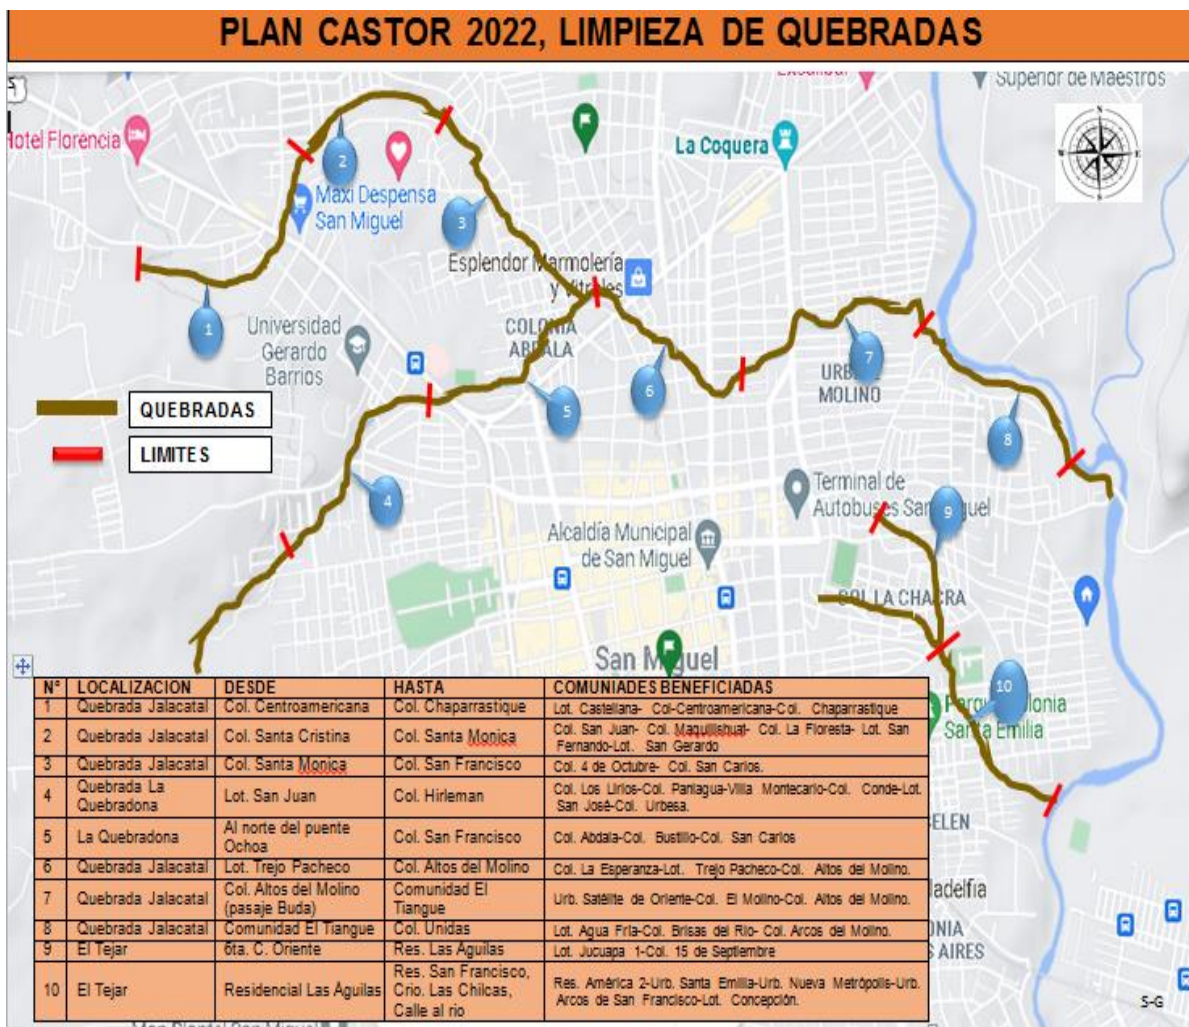 PLAN CASTOR 2022, LIMPIEZA DE QUEBRADAS
Superior de Maestros
Hotel Florencia
La Coquera
N
W
E
S
2
Maxi Despensa
San Miguel
3
Esplendor Marmolería
y Vitrales
1
Universidad
Gerardo
Barrios
COLONIA
ABDALA
7
6
5
MOLINO
8
QUEBRADAS
LIMITES
4
Terminal de
Autobuses San Miguel
9
Alcaldía Municipal
de San Miguel
COL LA CHACRA
San Miguel
10
Parque Colonia
Santa Emilia
N° LOCALIZACION DESDE HASTA COMUNIADES BENEFICIADAS
1 Quebrada Jalacatal Col. Centroamericana Col. Chaparrastique Lot. Castellana- Col-Centroamericana-Col. Chaparrastique
2 Quebrada Jalacatal Col. Santa Cristina Col. Santa Monica Col. San Juan- Col. Maquilishuat- Col. La Floresta- Lot. San
Fernando-Lot. San Gerardo
3 Quebrada Jalacatal Col. Santa Monica Col. San Francisco Col. 4 de Octubre- Col. San Carlos.
4 Quebrada La
Quebradona Lot. San Juan Col. Hirleman Col. Los Lirios-Col. Paniagua-Villa Montecarlo-Col. Conde-Lot.
San José-Col. Urbesa.
5 La Quebradona Al norte del puente
Ochoa Col. San Francisco Col. Abdala-Col. Bustillo-Col. San Carlos
6 Quebrada Jalacatal Lot. Trejo Pacheco Col. Altos del Molino Col. La Esperanza-Lot. Trejo Pacheco-Col. Altos del Molino.
7 Quebrada Jalacatal Col. Altos del Molino
(pasaje Buda) Comunidad El
Tiangue Urb. Satélite de Oriente-Col. El Molino-Col. Altos del Molino.
8 Quebrada Jalacatal Comunidad El Tiangue Col. Unidas Lot. Agua Fria-Col. Brisas del Rio- Col. Arcos del Molino.
9 El Tejar 6ta. C. Oriente Res. Las Aguilas Lot. Jucuapa 1-Col. 15 de Septiembre
10 El Tejar Residencial Las Aguilas Res. San Francisco,
Crio. Las Chilcas,
Calle al rio Res. América 2-Urb. Santa Emilia-Urb. Nueva Metrópolis-Urb.
Arcos de San Francisco-Lot. Concepción.
ELEN
adelfia
NIA
S AIRES
S-G